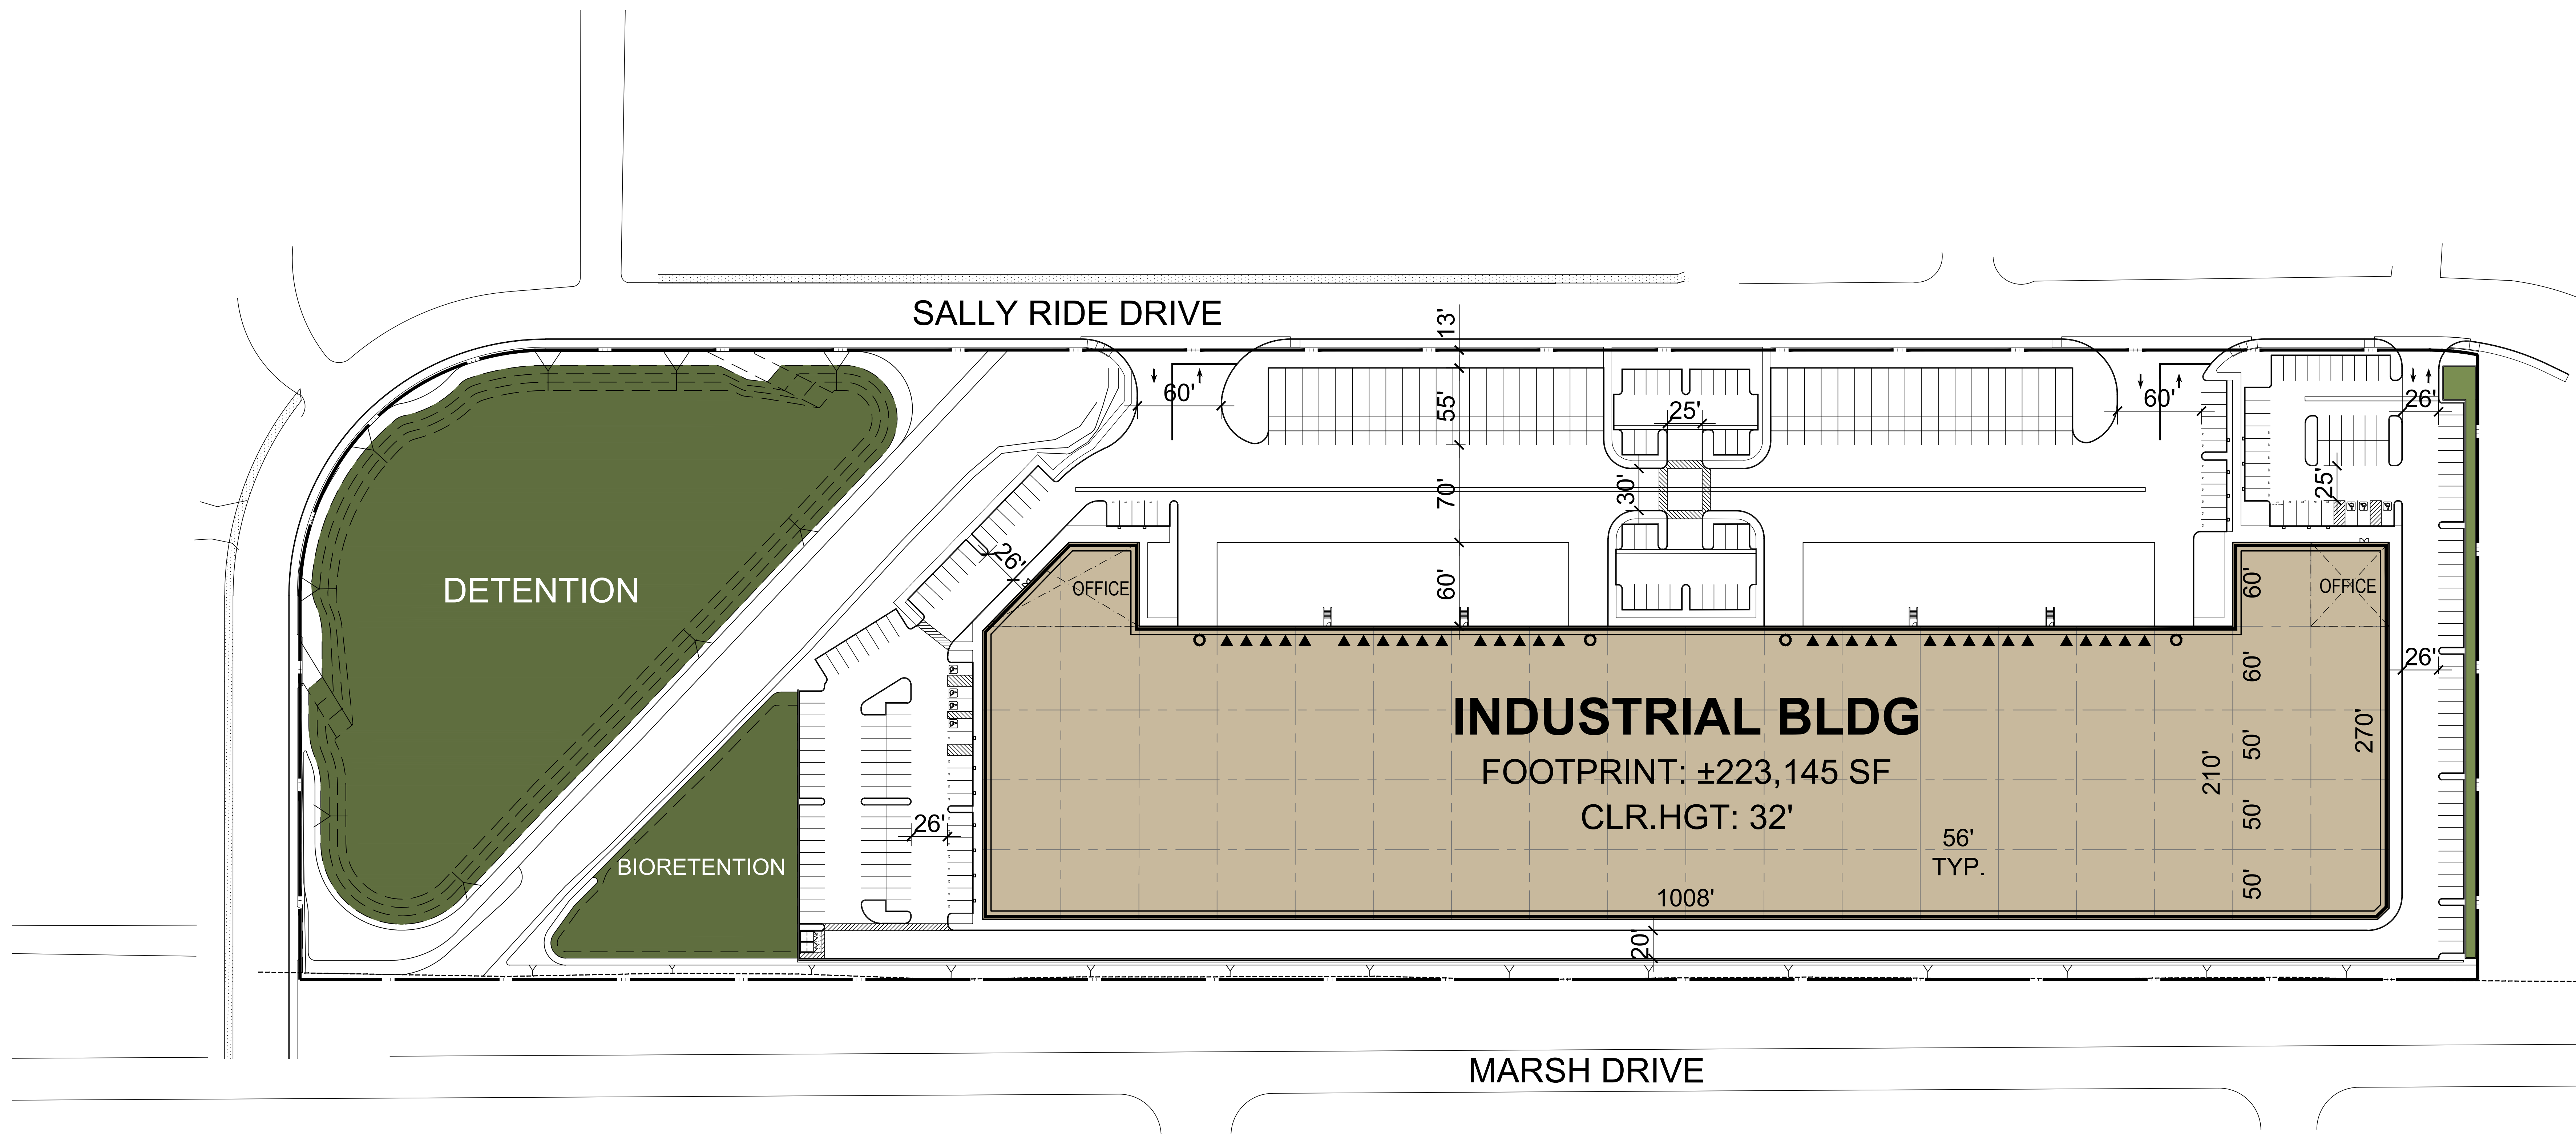 SALLY RIDE DRIVE
13'
60'
55'
25'
60'
26'
70'
30'
25'
26'
60'
DETENTION
OFFICE
60'
OFFICE
60'
26'
INDUSTRIAL BLDG
FOOTPRINT: ±223,145 SF
CLR.HGT: 32'
50'
270'
210'
50'
26'
56'
TYP.
BIORETENTION
50'
1008'
20'
MARSH DRIVE